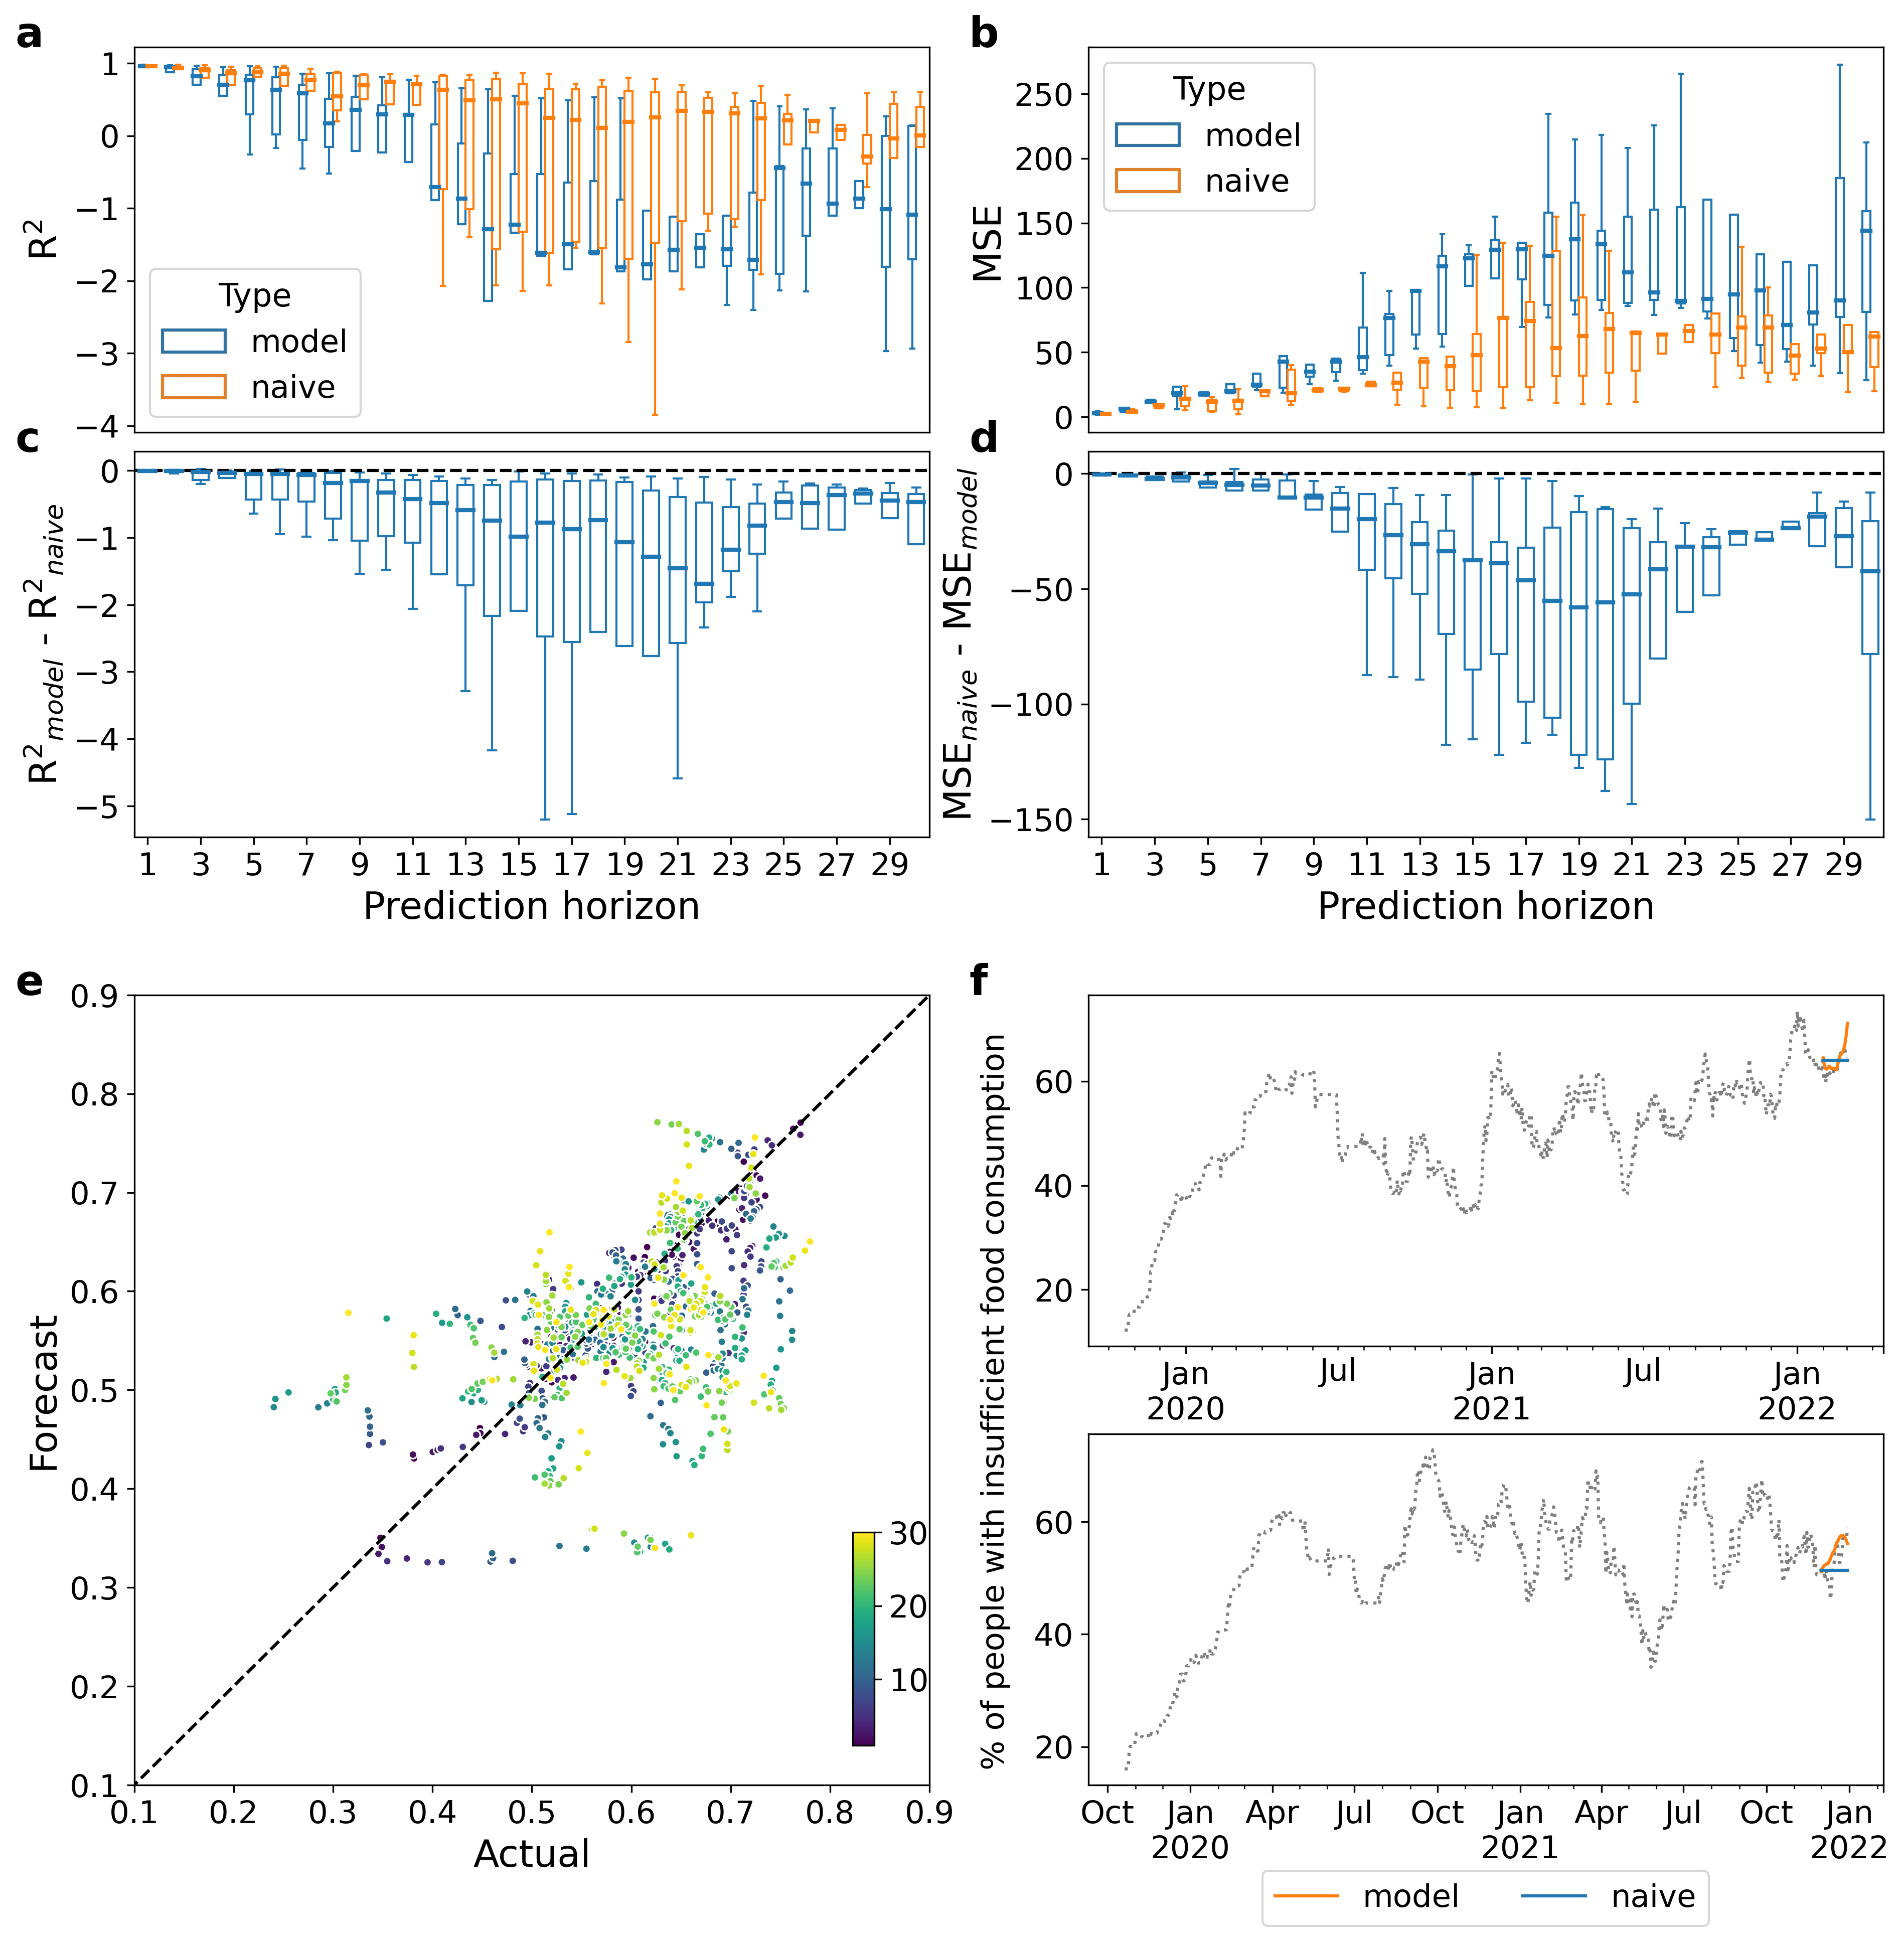 a
1
0
−1
−2
−3
−4
R²
Type
model
naive
b
250
200
150
100
50
0
MSE
Type
model
naive
c
0
−1
−2
−3
−4
−5
R²model - R²naive
1 3 5 7 9 11 13 15 17 19 21 23 25 27 29
Prediction horizon
d
0
−50
−100
−150
MSEnaive - MSEmodel
1 3 5 7 9 11 13 15 17 19 21 23 25 27 29
Prediction horizon
e
0.9
0.8
0.7
0.6
0.5
0.4
0.3
0.2
0.1
Forecast
30
20
10
0.1 0.2 0.3 0.4 0.5 0.6 0.7 0.8 0.9
Actual
f
% of people with insufficient food consumption
60
40
20
Jan Jul Jan Jul Jan
2020 2021 2022
60
40
20
Oct Jan Apr Jul Oct Jan Apr Jul Oct Jan
2020 2021 2022
model naive